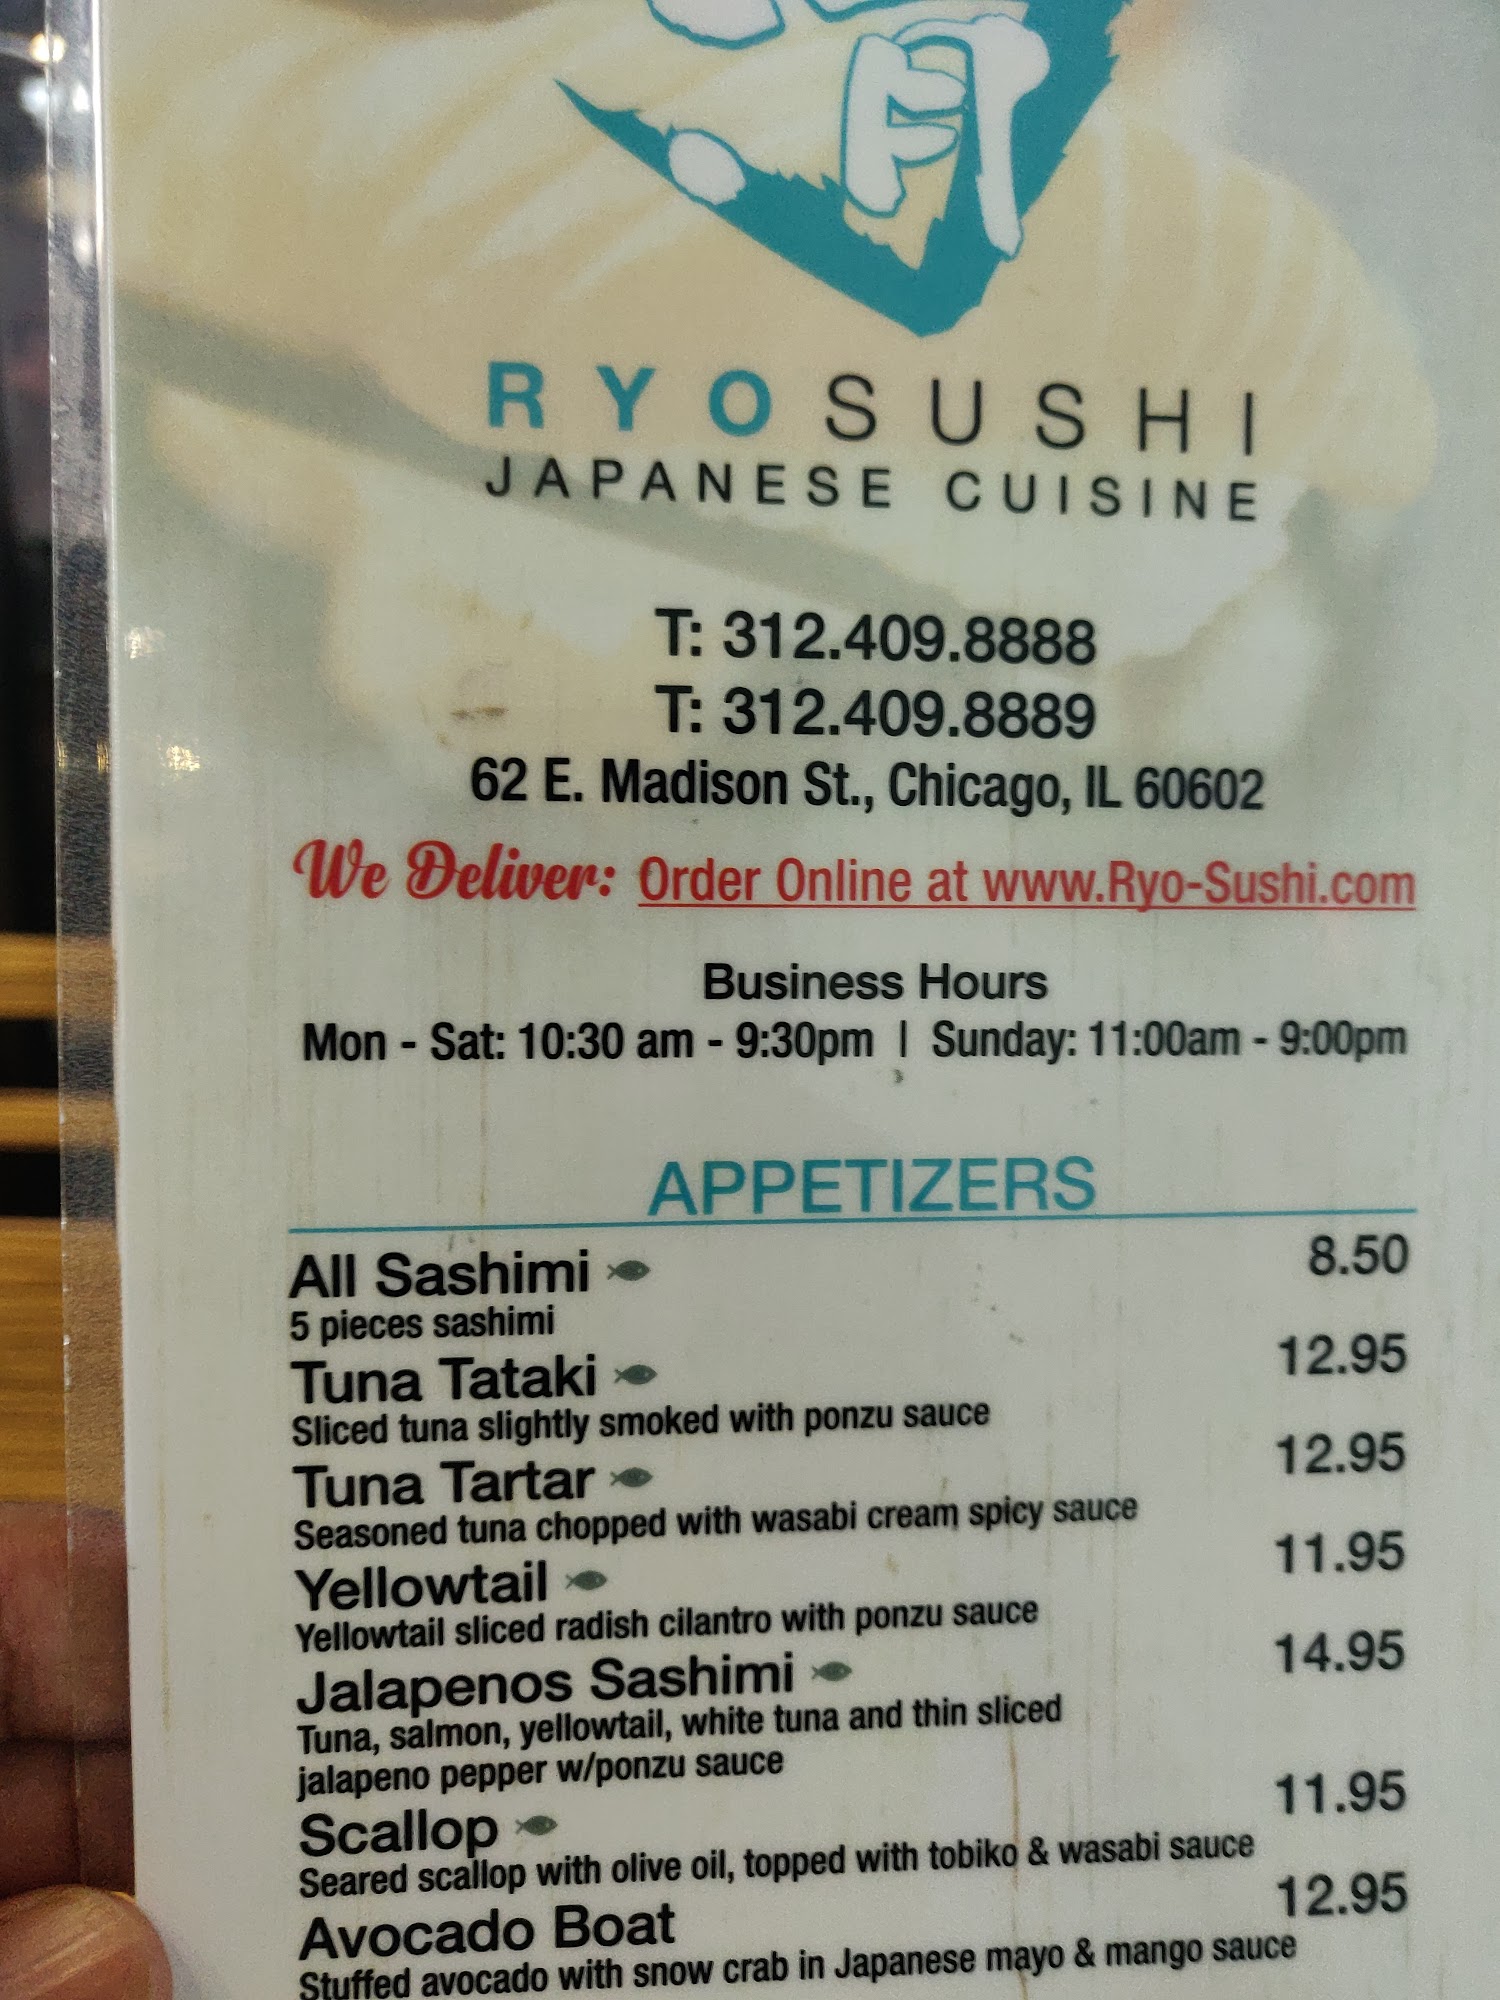 RYOSUSHI
JAPANESE CUISINE
T: 312.409.8888
T: 312.409.8889
62 E. Madison St., Chicago, IL 60602
We Deliver: Order Online at www.Ryo-Sushi.com
Business Hours
Mon - Sat: 10:30 am - 9:30pm | Sunday: 11:00am - 9:00pm
APPETIZERS
All Sashimi 8.50
5 pieces sashimi
Tuna Tataki 12.95
Sliced tuna slightly smoked with ponzu sauce
Tuna Tartar 12.95
Seasoned tuna chopped with wasabi cream spicy sauce
Yellowtail 11.95
Yellowtail sliced radish cilantro with ponzu sauce
Jalapenos Sashimi 14.95
Tuna, salmon, yellowtail, white tuna and thin sliced
jalapeno pepper w/ponzu sauce
Scallop 11.95
Seared scallop with olive oil, topped with tobiko & wasabi sauce
Avocado Boat 12.95
Stuffed avocado with snow crab in Japanese mayo & mango sauce